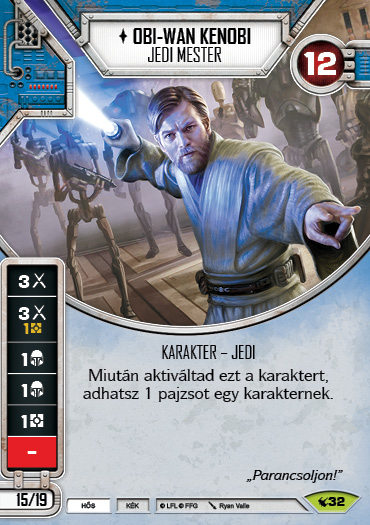 OBI-WAN KENOBI
JEDI MESTER
12
3
3
1
1
1
1
–
15/19
KARAKTER – JEDI
Miután aktiváltad ezt a karaktert,
adhatsz 1 pajzsot egy karakternek.
„Parancsoljon!”
HŐS
KÉK
© LFL © FFG
Ryan Valle
32